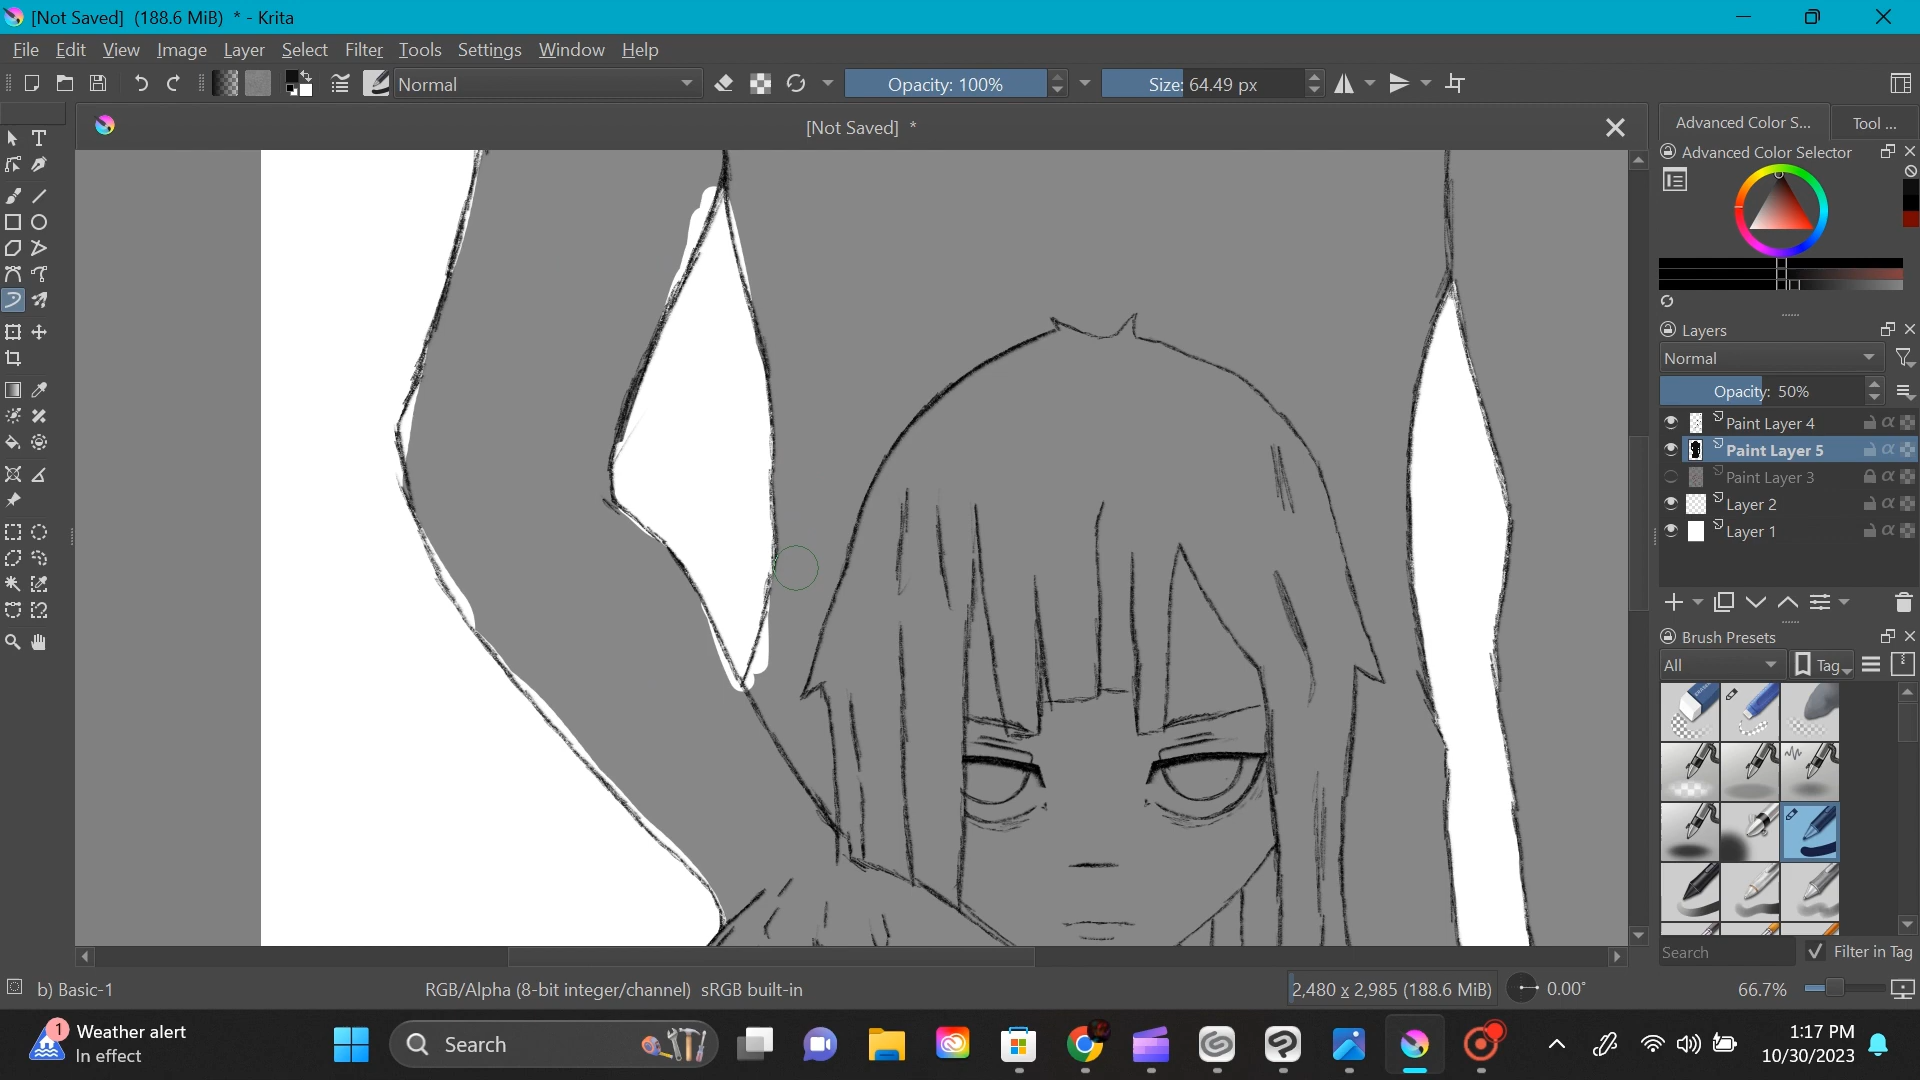 [Not Saved] (188.6 MiB) * - Krita
File Edit View Image Layer Select Filter Tools Settings Window Help
Normal
Opacity: 100%
Size: 64.49 px
[Not Saved] *
Advanced Color S...
Tool ...
Advanced Color Selector
Layers
Normal
Opacity: 50%
Paint Layer 4
Paint Layer 5
Paint Layer 3
Layer 2
Layer 1
Brush Presets
All
Tag
Search
Filter in Tag
b) Basic-1
RGB/Alpha (8-bit integer/channel) sRGB built-in
2,480 x 2,985 (188.6 MiB)
0.00°
66.7%
1
Weather alert
In effect
Search
1:17 PM
10/30/2023